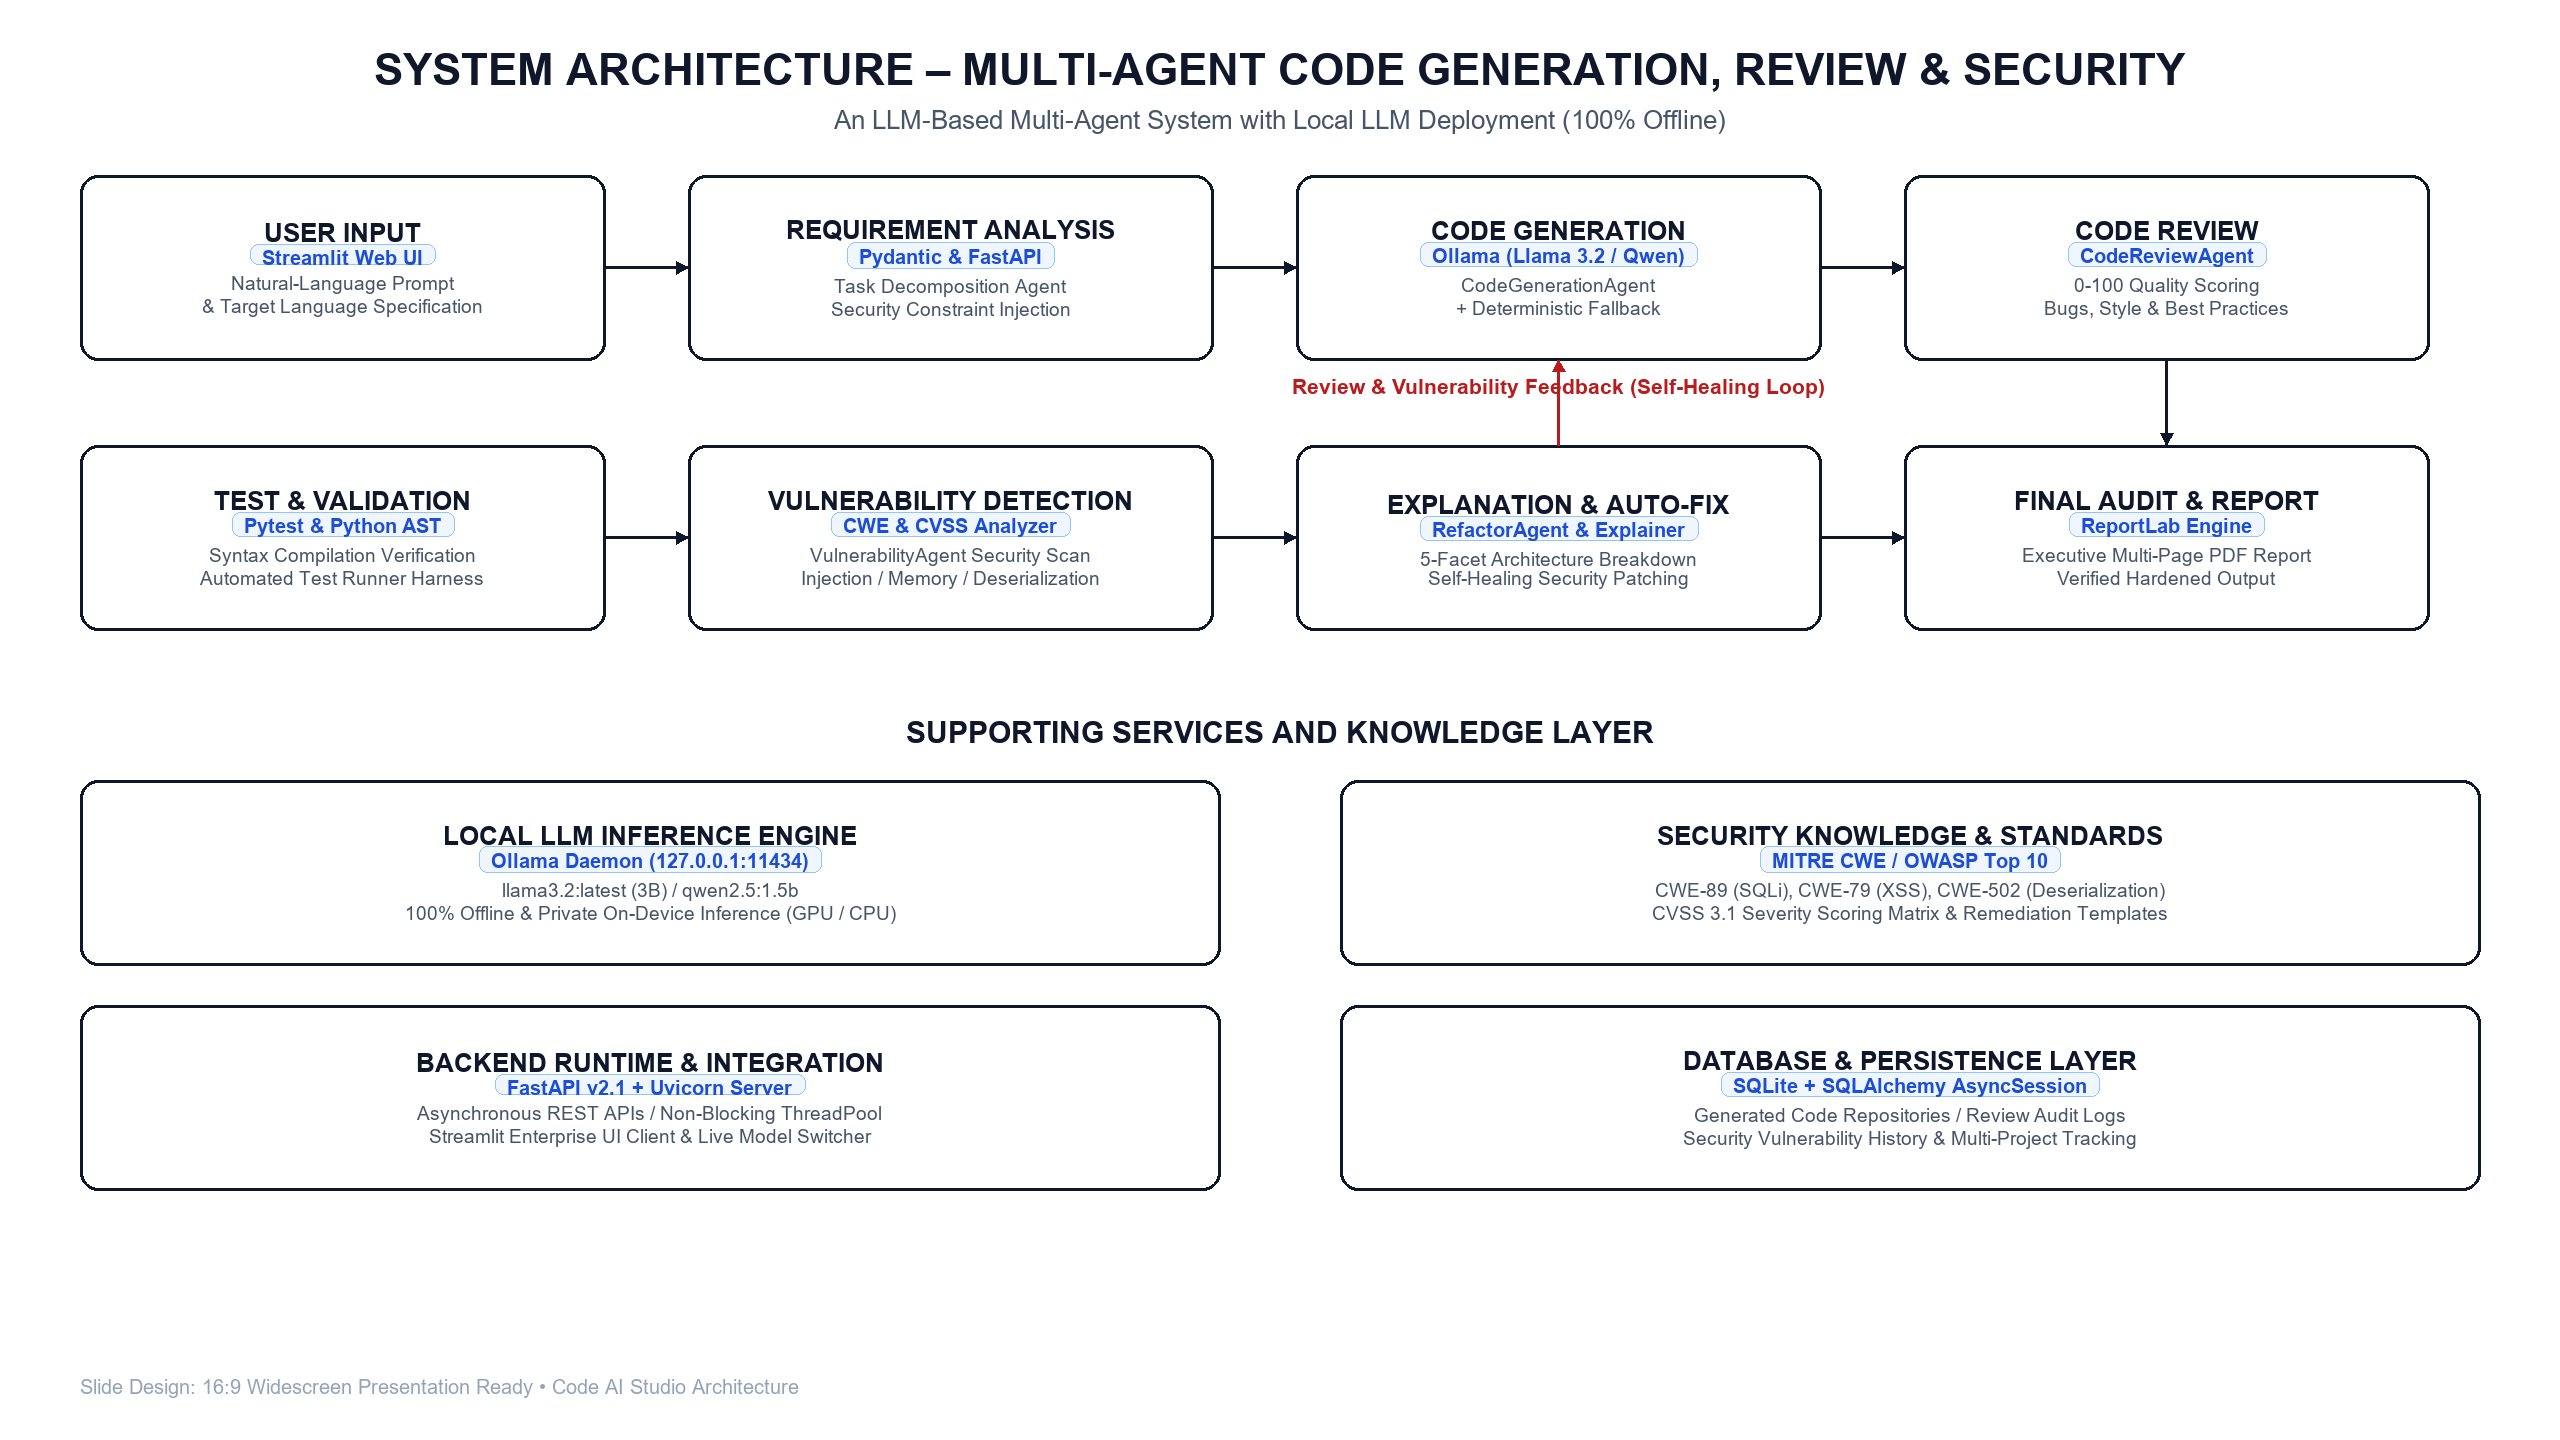 SYSTEM ARCHITECTURE – MULTI-AGENT CODE GENERATION, REVIEW & SECURITY
An LLM-Based Multi-Agent System with Local LLM Deployment (100% Offline)
USER INPUT
Streamlit Web UI
Natural-Language Prompt
& Target Language Specification
REQUIREMENT ANALYSIS
Pydantic & FastAPI
Task Decomposition Agent
Security Constraint Injection
CODE GENERATION
Ollama (Llama 3.2 / Qwen)
CodeGenerationAgent
+ Deterministic Fallback
CODE REVIEW
CodeReviewAgent
0-100 Quality Scoring
Bugs, Style & Best Practices
Review & Vulnerability Feedback (Self-Healing Loop)
TEST & VALIDATION
Pytest & Python AST
Syntax Compilation Verification
Automated Test Runner Harness
VULNERABILITY DETECTION
CWE & CVSS Analyzer
VulnerabilityAgent Security Scan
Injection / Memory / Deserialization
EXPLANATION & AUTO-FIX
RefactorAgent & Explainer
5-Facet Architecture Breakdown
Self-Healing Security Patching
FINAL AUDIT & REPORT
ReportLab Engine
Executive Multi-Page PDF Report
Verified Hardened Output
SUPPORTING SERVICES AND KNOWLEDGE LAYER
LOCAL LLM INFERENCE ENGINE
Ollama Daemon (127.0.0.1:11434)
llama3.2:latest (3B) / qwen2.5:1.5b
100% Offline & Private On-Device Inference (GPU / CPU)
SECURITY KNOWLEDGE & STANDARDS
MITRE CWE / OWASP Top 10
CWE-89 (SQLi), CWE-79 (XSS), CWE-502 (Deserialization)
CVSS 3.1 Severity Scoring Matrix & Remediation Templates
BACKEND RUNTIME & INTEGRATION
FastAPI v2.1 + Uvicorn Server
Asynchronous REST APIs / Non-Blocking ThreadPool
Streamlit Enterprise UI Client & Live Model Switcher
DATABASE & PERSISTENCE LAYER
SQLite + SQLAlchemy AsyncSession
Generated Code Repositories / Review Audit Logs
Security Vulnerability History & Multi-Project Tracking
Slide Design: 16:9 Widescreen Presentation Ready • Code AI Studio Architecture